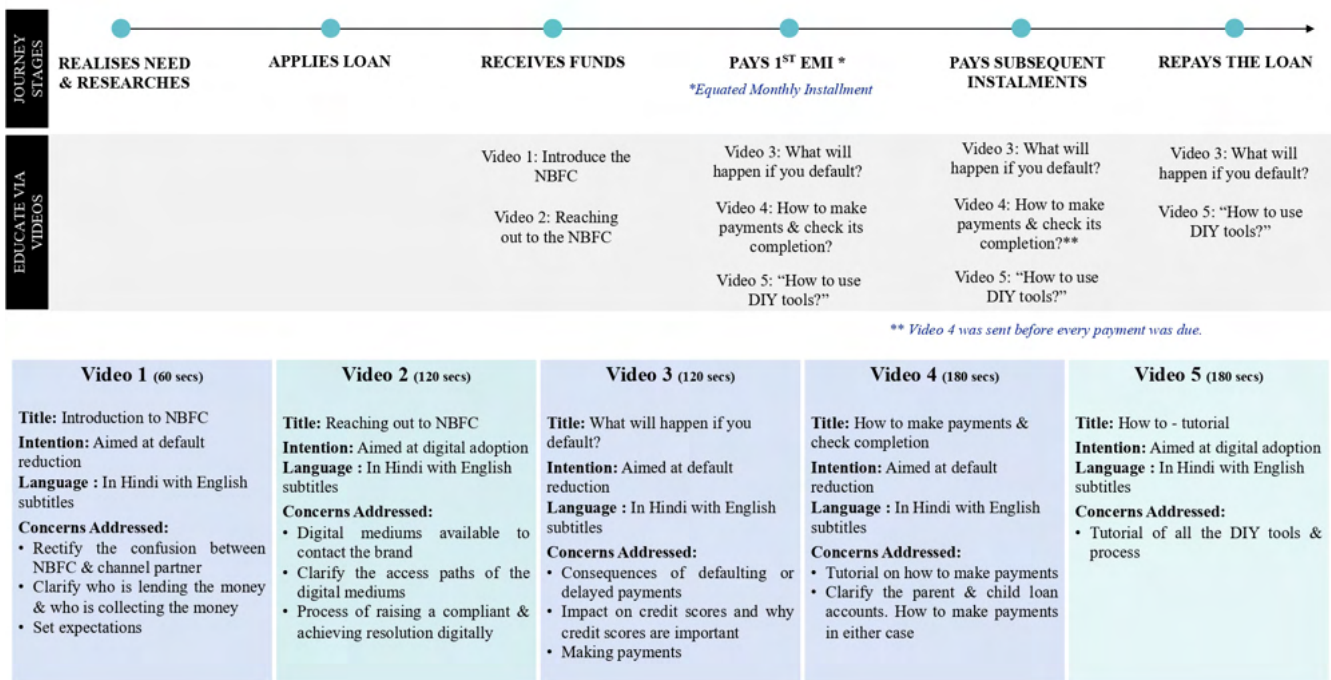 JOURNEY
STAGES
REALISES NEED
& RESEARCHES
APPLIES LOAN
RECEIVES FUNDS
PAYS 1ST EMI *
*Equated Monthly Installment
PAYS SUBSEQUENT
INSTALMENTS
REPAYS THE LOAN
EDUCATE VIA
VIDEOS
Video 1: Introduce the
NBFC
Video 2: Reaching
out to the NBFC
Video 3: What will
happen if you default?
Video 4: How to make
payments & check its
completion?
Video 5: “How to use
DIY tools?”
Video 3: What will
happen if you default?
Video 4: How to make
payments & check its
completion?**
Video 5: “How to use
DIY tools?”
Video 3: What will
happen if you default?
Video 5: “How to use
DIY tools?”
** Video 4 was sent before every payment was due.
Video 1 (60 secs)
Title: Introduction to NBFC
Intention: Aimed at default
reduction
Language : In Hindi with English
subtitles
Concerns Addressed:
• Rectify the confusion between
NBFC & channel partner
• Clarify who is lending the money
& who is collecting the money
• Set expectations
Video 2 (120 secs)
Title: Reaching out to NBFC
Intention: Aimed at digital adoption
Language : In Hindi with English
subtitles
Concerns Addressed:
• Digital mediums available to
contact the brand
• Clarify the access paths of the
digital mediums
• Process of raising a compliant &
achieving resolution digitally
Video 3 (120 secs)
Title: What will happen if you
default?
Intention: Aimed at default
reduction
Language : In Hindi with English
subtitles
Concerns Addressed:
• Consequences of defaulting or
delayed payments
• Impact on credit scores and why
credit scores are important
• Making payments
Video 4 (180 secs)
Title: How to make payments &
check completion
Intention: Aimed at default
reduction
Language : In Hindi with English
subtitles
Concerns Addressed:
• Tutorial on how to make payments
• Clarify the parent & child loan
accounts. How to make payments
in either case
Video 5 (180 secs)
Title: How to - tutorial
Intention: Aimed at digital adoption
Language : In Hindi with English
subtitles
Concerns Addressed:
• Tutorial of all the DIY tools &
process